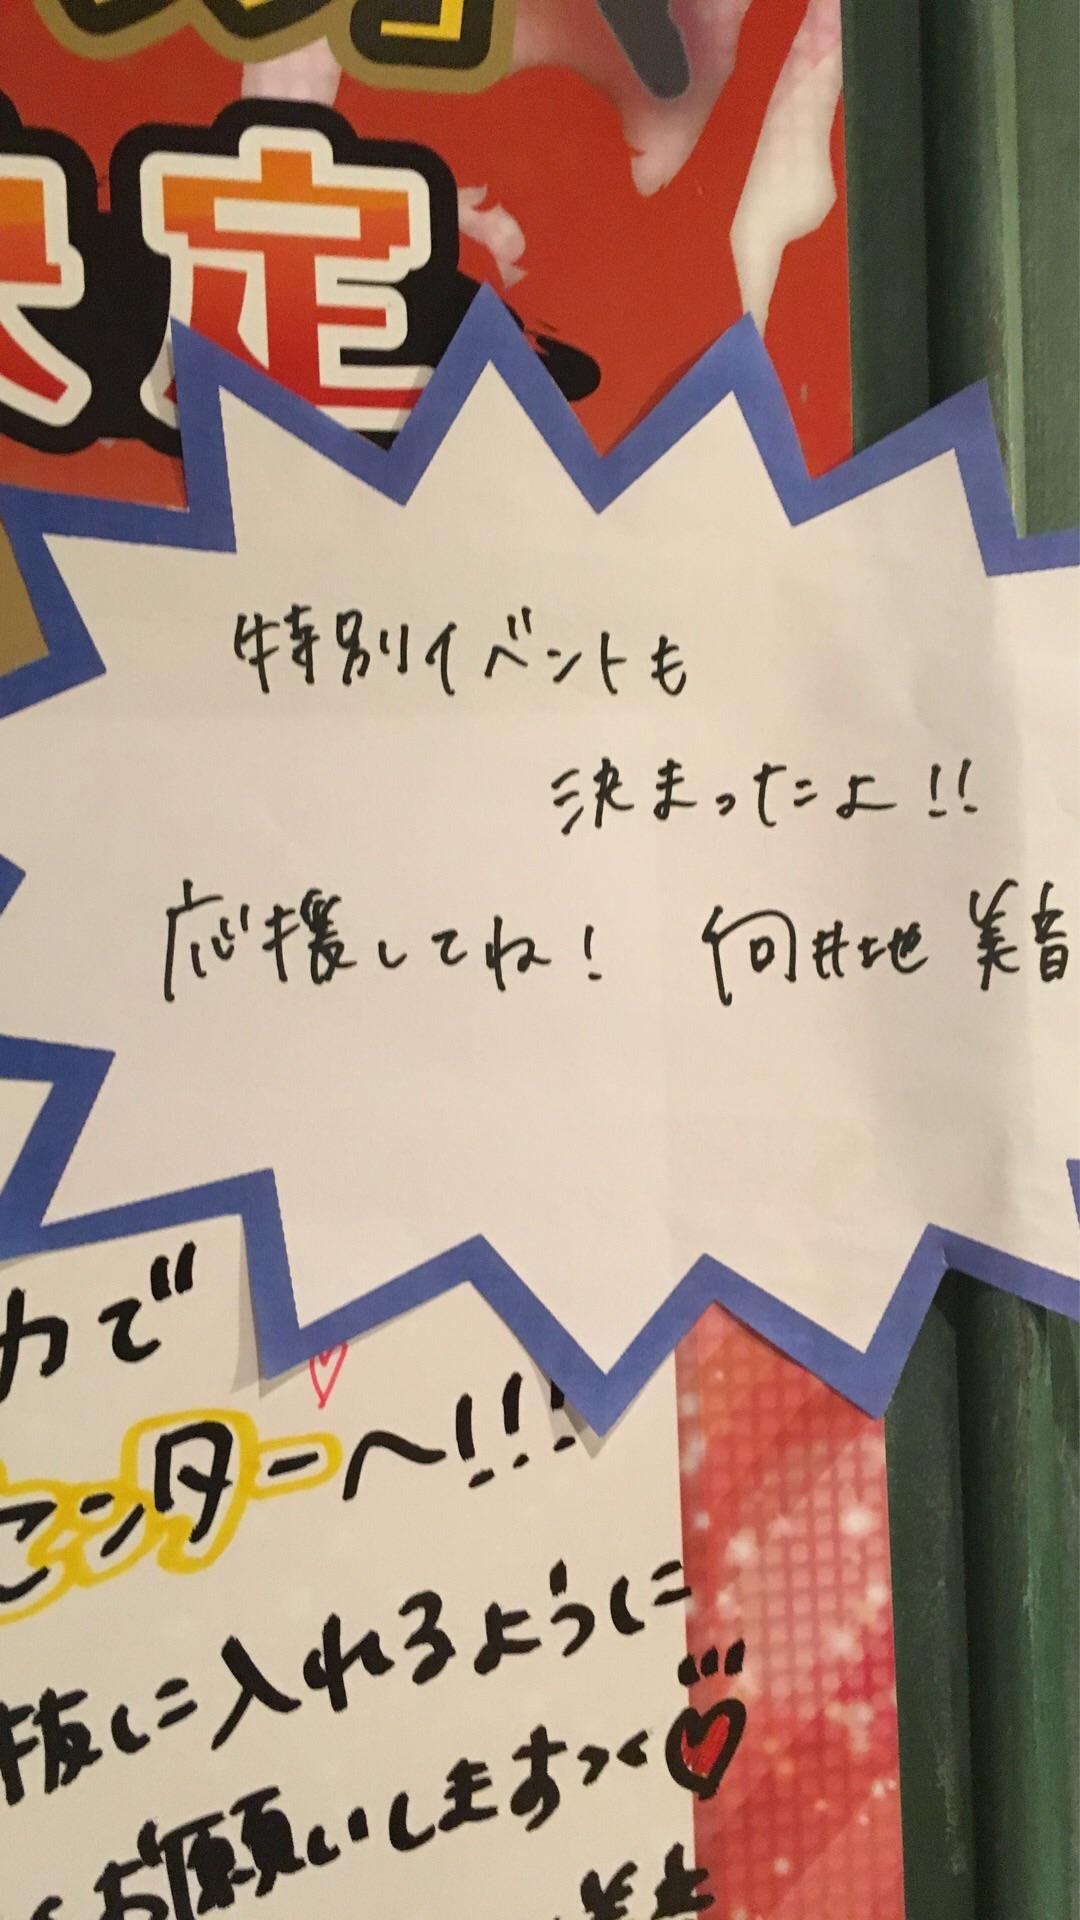 決定
特別イベントも
決まったよ!!
応援してね! 向井地 美音
力で
センターへ!!!
抜に入れるように
お願いしますっ